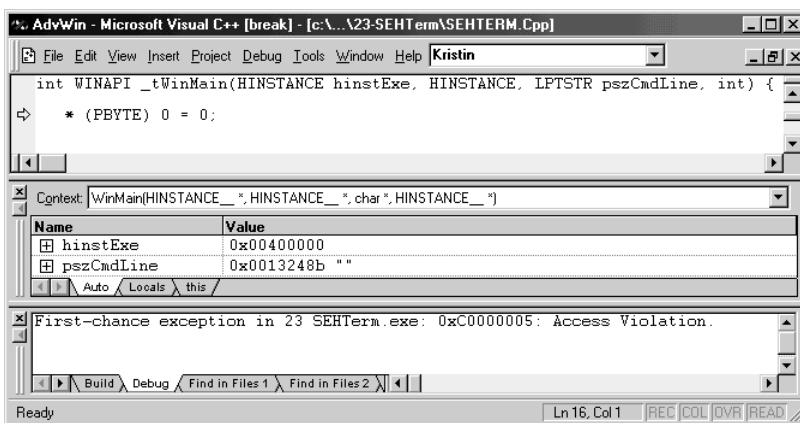 AdvWin - Microsoft Visual C++ [break] - [c:\...\23-SEHTerm\SEHTERM.Cpp]
File Edit View Insert Project Debug Tools Window Help Kristin
int WINAPI _tWinMain(HINSTANCE hinstExe, HINSTANCE, LPTSTR pszCmdLine, int) {
* (PBYTE) 0 = 0;
Context: WinMain(HINSTANCE__ *, HINSTANCE__ *, char *, HINSTANCE__ *)
Name Value
hinstExe 0x00400000
pszCmdLine 0x0013248b ""
Auto Locals this
First-chance exception in 23 SEHTerm.exe: 0xC0000005: Access Violation.
Build Debug Find in Files 1 Find in Files 2
Ready Ln 16, Col 1 REC COL OVR READ